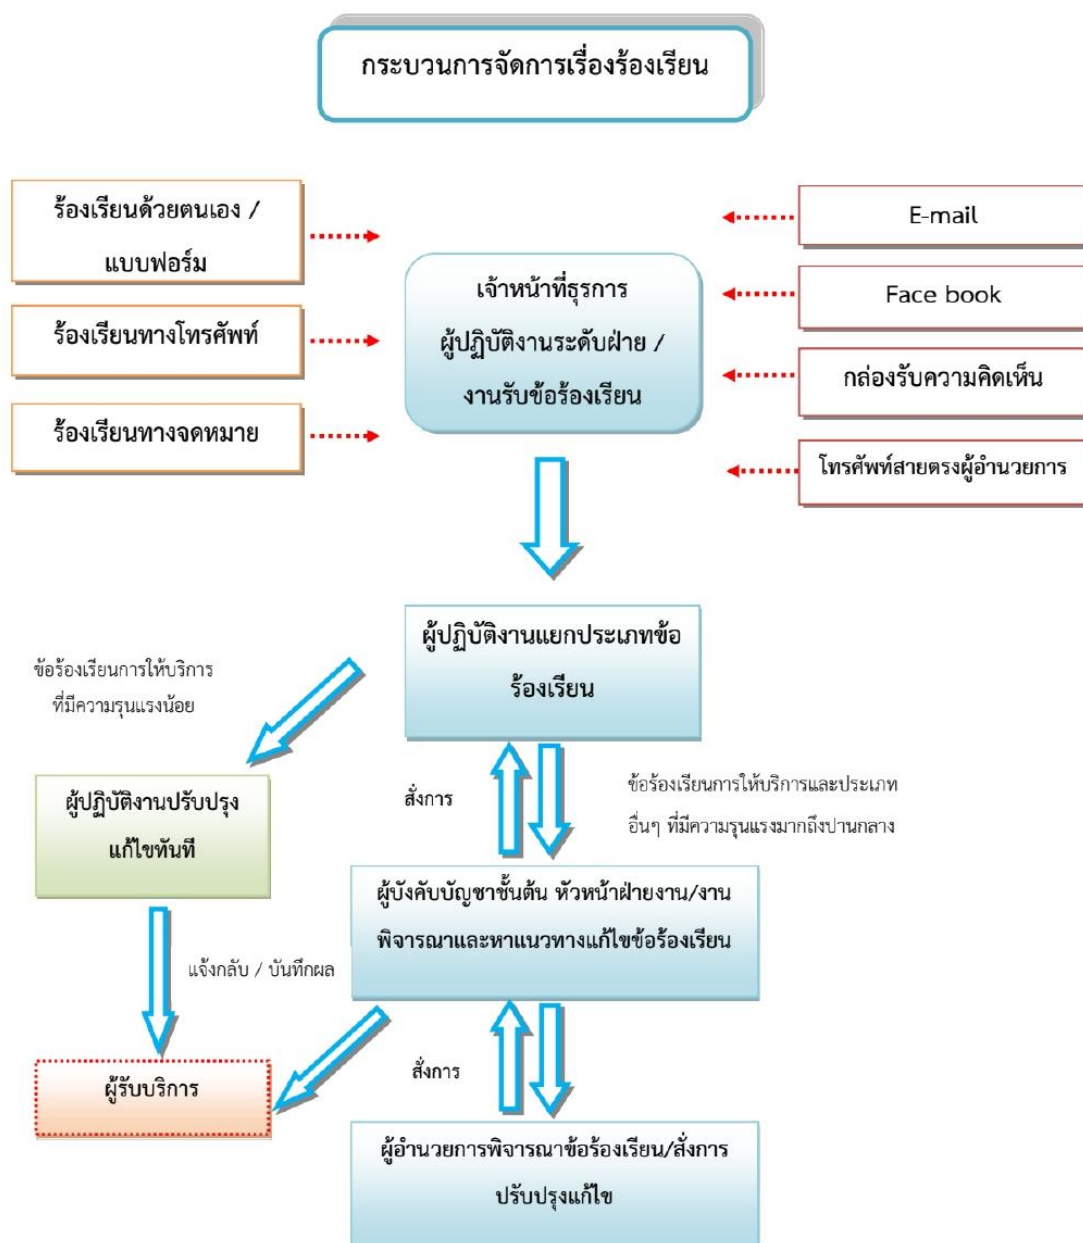 กระบวนการจัดการเรื่องร้องเรียน
ร้องเรียนด้วยตนเอง /
แบบฟอร์ม
ร้องเรียนทางโทรศัพท์
ร้องเรียนทางจดหมาย
เจ้าหน้าที่ธุรการ
ผู้ปฏิบัติงานระดับฝ่าย /
งานรับข้อร้องเรียน
E-mail
Face book
กล่องรับความคิดเห็น
โทรศัพท์สายตรงผู้อำนวยการ
ผู้ปฏิบัติงานแยกประเภทข้อ
ร้องเรียน
ข้อร้องเรียนการให้บริการ
ที่มีความรุนแรงน้อย
ผู้ปฏิบัติงานปรับปรุง
แก้ไขทันที
สั่งการ
ข้อร้องเรียนการให้บริการและประเภท
อื่นๆ ที่มีความรุนแรงมากถึงปานกลาง
ผู้บังคับบัญชาชั้นต้น หัวหน้าฝ่ายงาน/งาน
พิจารณาและหาแนวทางแก้ไขข้อร้องเรียน
แจ้งกลับ / บันทึกผล
ผู้รับบริการ
สั่งการ
ผู้อำนวยการพิจารณาข้อร้องเรียน/สั่งการ
ปรับปรุงแก้ไข